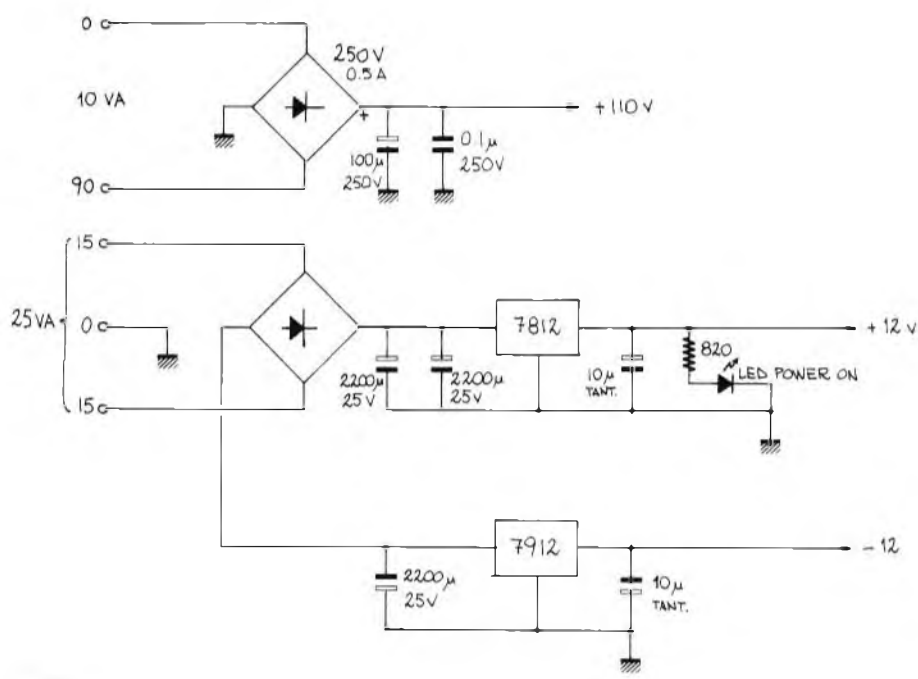 0
10 VA
90
250V
0.5A
+
100µ
250V
0.1µ
250V
+110 V
25VA
15
0
15
2200µ
25V
2200µ
25V
7812
10µ
TANT.
820
LED POWER ON
+12V
2200µ
25V
7912
10µ
TANT.
-12